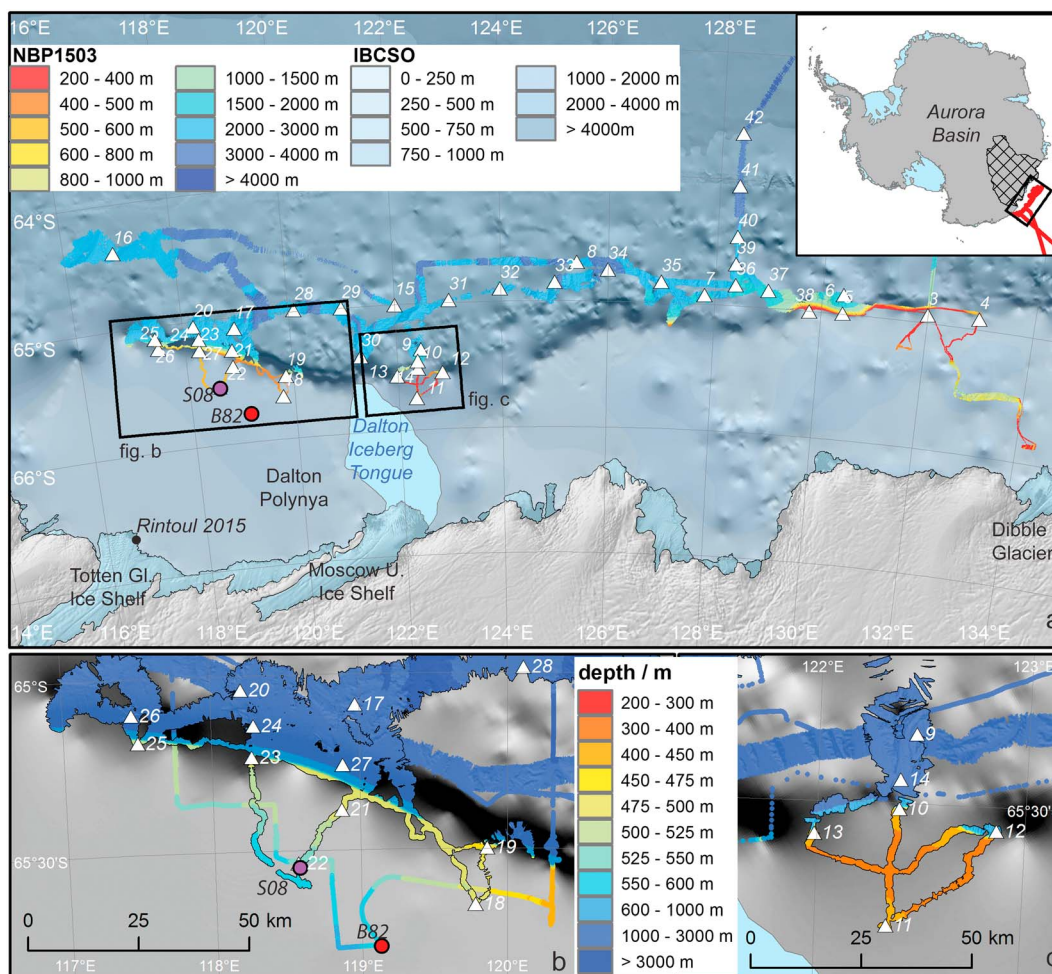 16°E
118°E
120°E
122°E
124°E
126°E
128°E
NBP1503
200 - 400 m
400 - 500 m
500 - 600 m
600 - 800 m
800 - 1000 m
1000 - 1500 m
1500 - 2000 m
2000 - 3000 m
3000 - 4000 m
> 4000 m
IBCSO
0 - 250 m
250 - 500 m
500 - 750 m
750 - 1000 m
1000 - 2000 m
2000 - 4000 m
> 4000m
Aurora
Basin
64°S
65°S
66°S
42
41
40
39
16
8
34
33
35
36
37
7
38
6
5
3
4
32
31
15
29
28
20
17
25
24
23
26
27
21
22
19
18
30
9
10
13
14
12
11
S08
B82
fig. b
fig. c
Dalton
Iceberg
Tongue
Dalton
Polynya
Rintoul 2015
Totten Gl.
Ice Shelf
Moscow U.
Ice Shelf
Dibble
Glacier
14°E
116°E
118°E
120°E
122°E
124°E
126°E
128°E
130°E
132°E
134°E
a
65°S
65°30'S
26
25
20
24
23
17
27
21
28
22
S08
19
18
B82
0
25
50 km
117°E
118°E
119°E
120°E
b
depth / m
200 - 300 m
300 - 400 m
400 - 450 m
450 - 475 m
475 - 500 m
500 - 525 m
525 - 550 m
550 - 600 m
600 - 1000 m
1000 - 3000 m
> 3000 m
122°E
123°E
9
14
10
65°30'
13
12
11
0
25
50 km
c